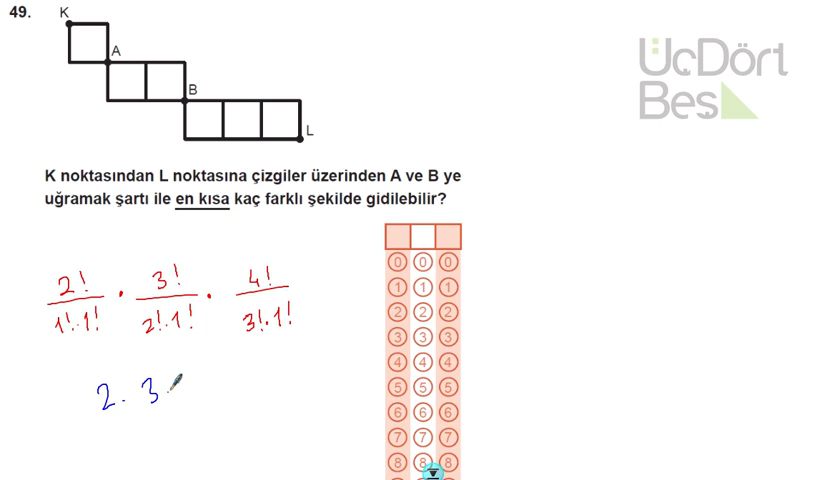 49.
K
A
B
L
ÜçDört
Beş
K noktasından L noktasına çizgiler üzerinden A ve B ye
uğramak şartı ile en kısa kaç farklı şekilde gidilebilir?
2!/(1!·1!) · 3!/(2!·1!) · 4!/(3!·1!)
2 . 3 .
0 0 0
1 1 1
2 2 2
3 3 3
4 4 4
5 5 5
6 6 6
7 7 7
8 8 8